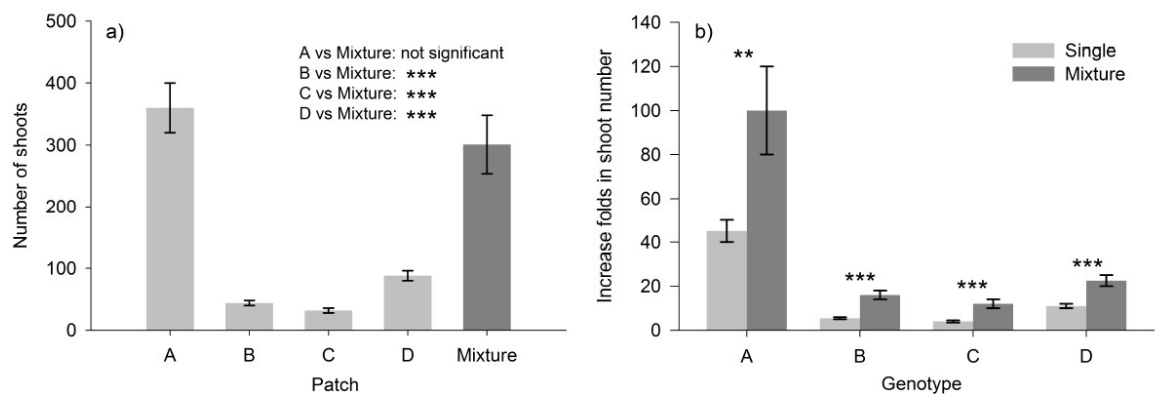 a)
500
400
300
200
100
0
Number of shoots
A vs Mixture: not significant
B vs Mixture: ***
C vs Mixture: ***
D vs Mixture: ***
A B C D Mixture
Patch
b)
140
120
100
80
60
40
20
0
Increase folds in shoot number
Single
Mixture
**
***
***
***
A B C D
Genotype